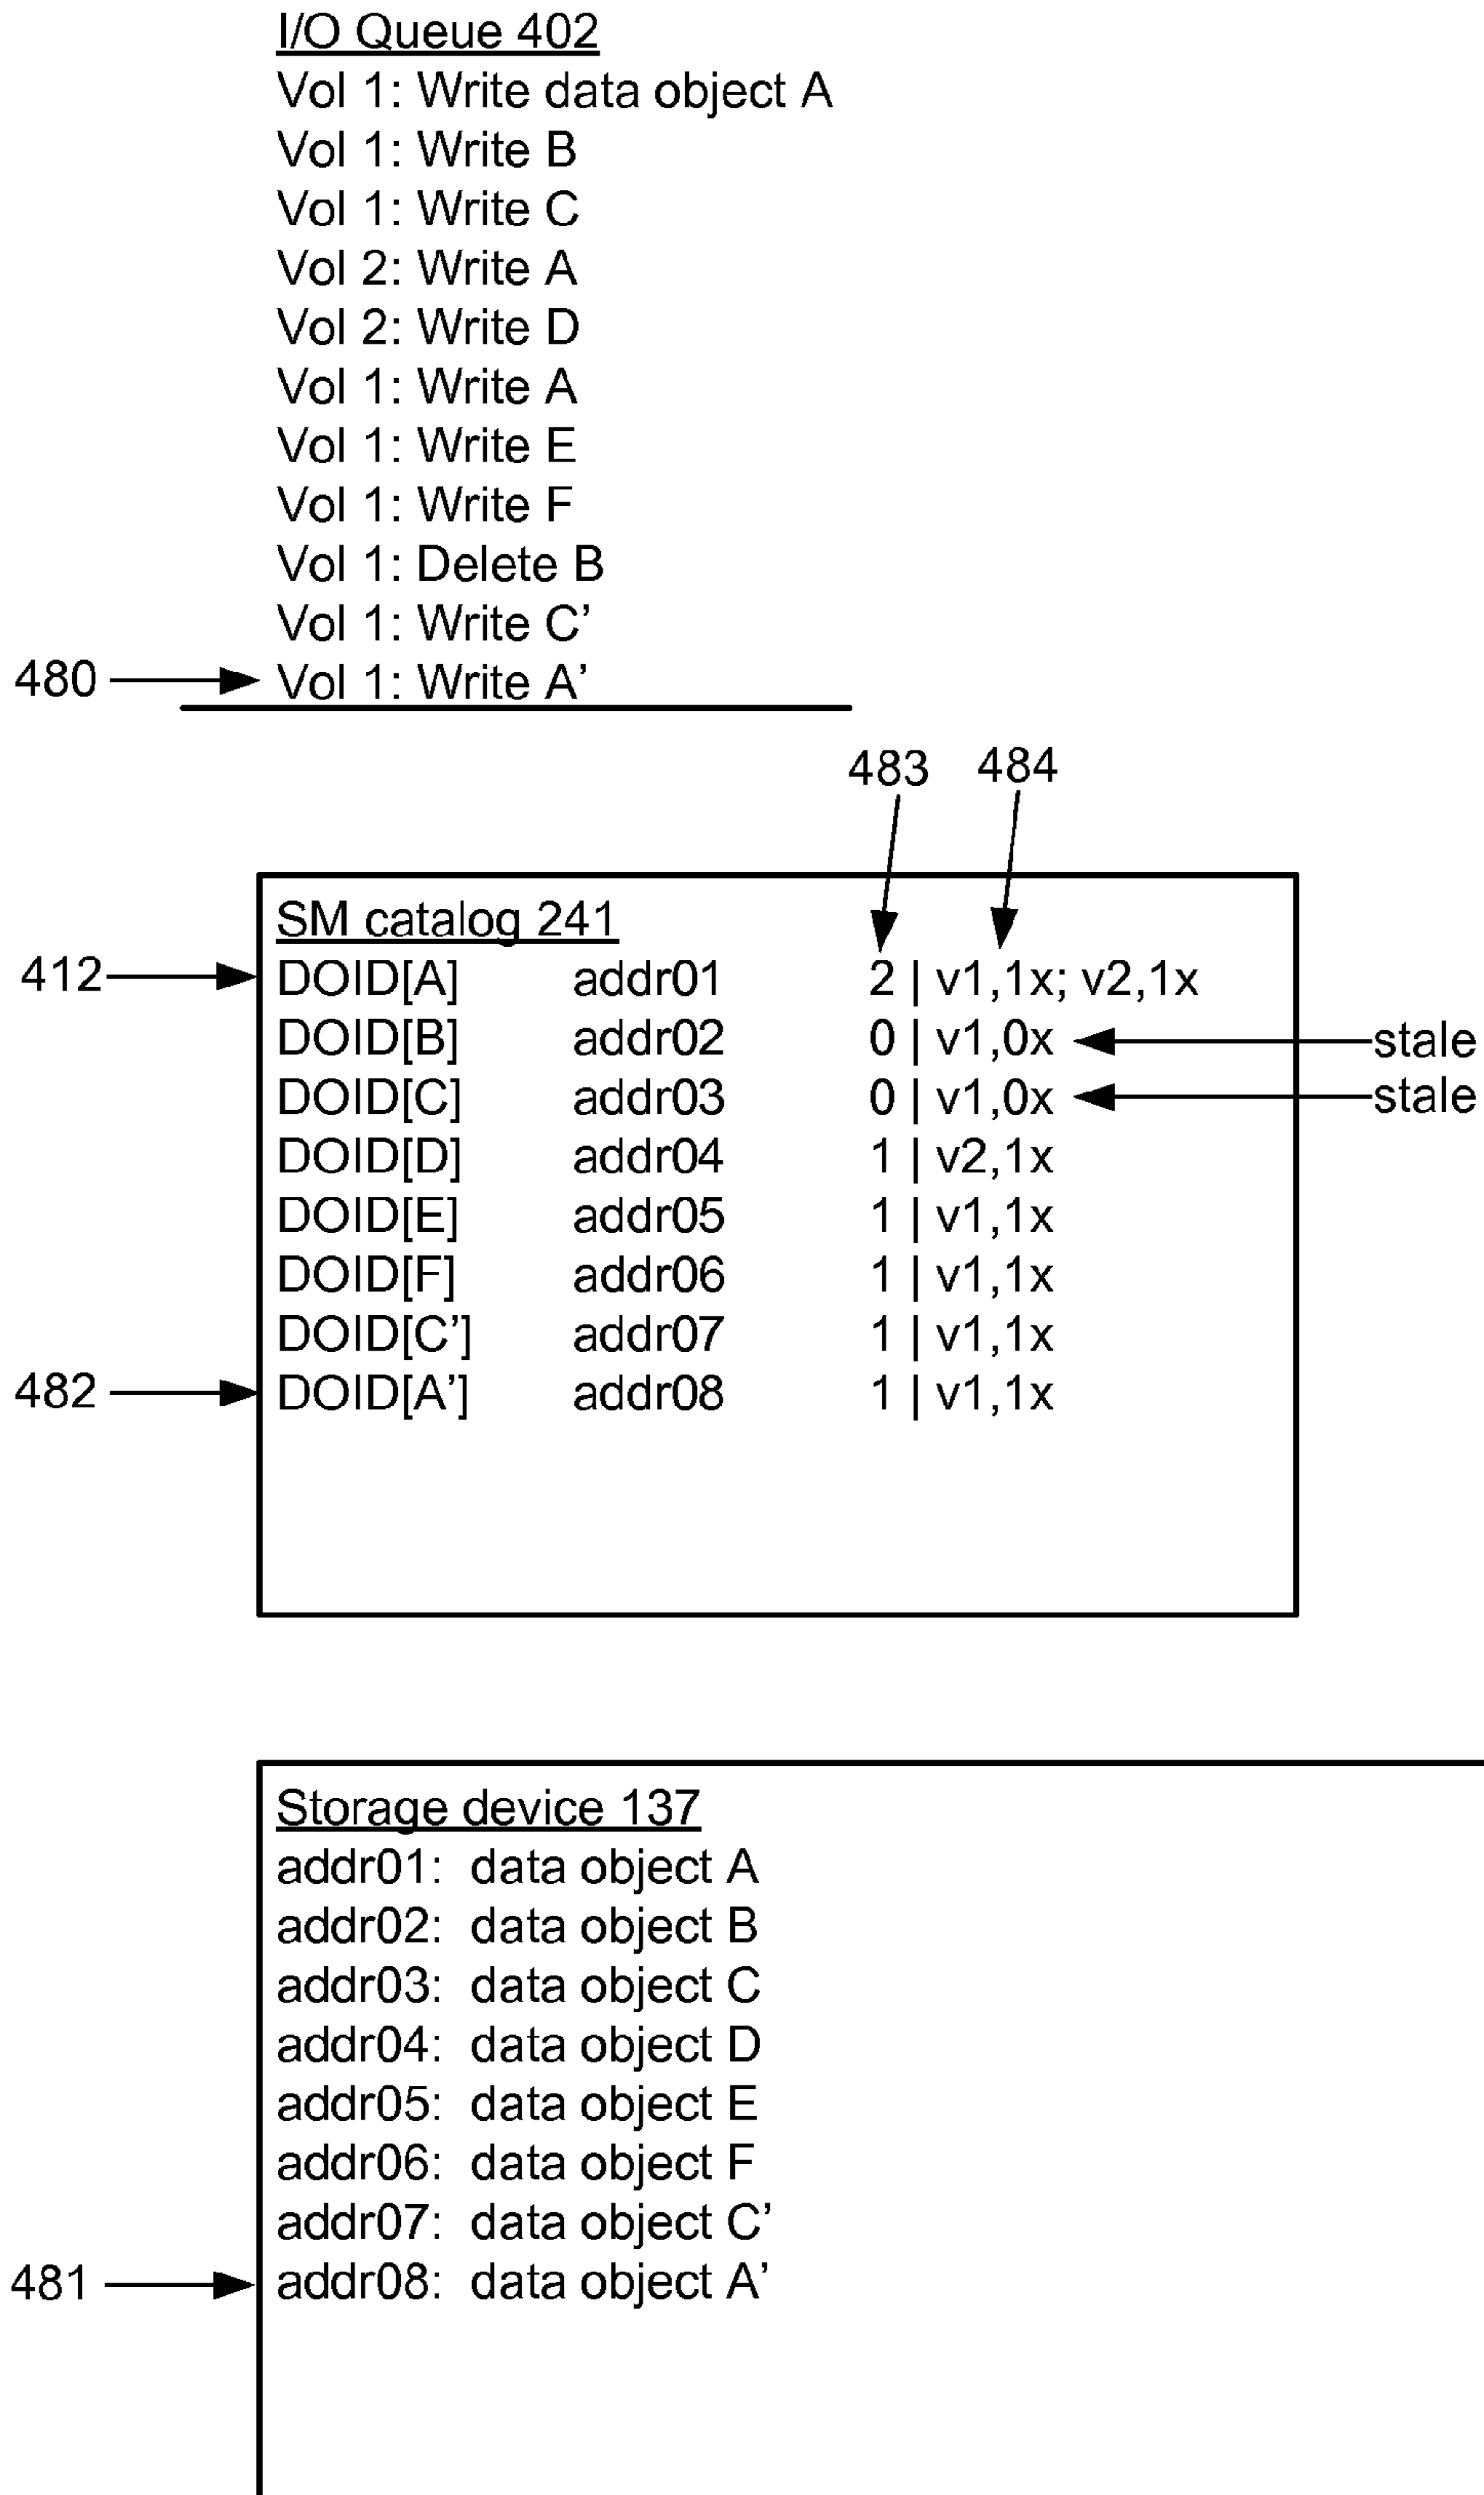 I/O Queue 402
Vol 1: Write data object A
Vol 1: Write B
Vol 1: Write C
Vol 2: Write A
Vol 2: Write D
Vol 1: Write A
Vol 1: Write E
Vol 1: Write F
Vol 1: Delete B
Vol 1: Write C’
480 Vol 1: Write A’
483 484
SM catalog 241
412 DOID[A] addr01 2 | v1,1x; v2,1x
DOID[B] addr02 0 | v1,0x stale
DOID[C] addr03 0 | v1,0x stale
DOID[D] addr04 1 | v2,1x
DOID[E] addr05 1 | v1,1x
DOID[F] addr06 1 | v1,1x
DOID[C’] addr07 1 | v1,1x
482 DOID[A’] addr08 1 | v1,1x
Storage device 137
addr01: data object A
addr02: data object B
addr03: data object C
addr04: data object D
addr05: data object E
addr06: data object F
addr07: data object C’
481 addr08: data object A’